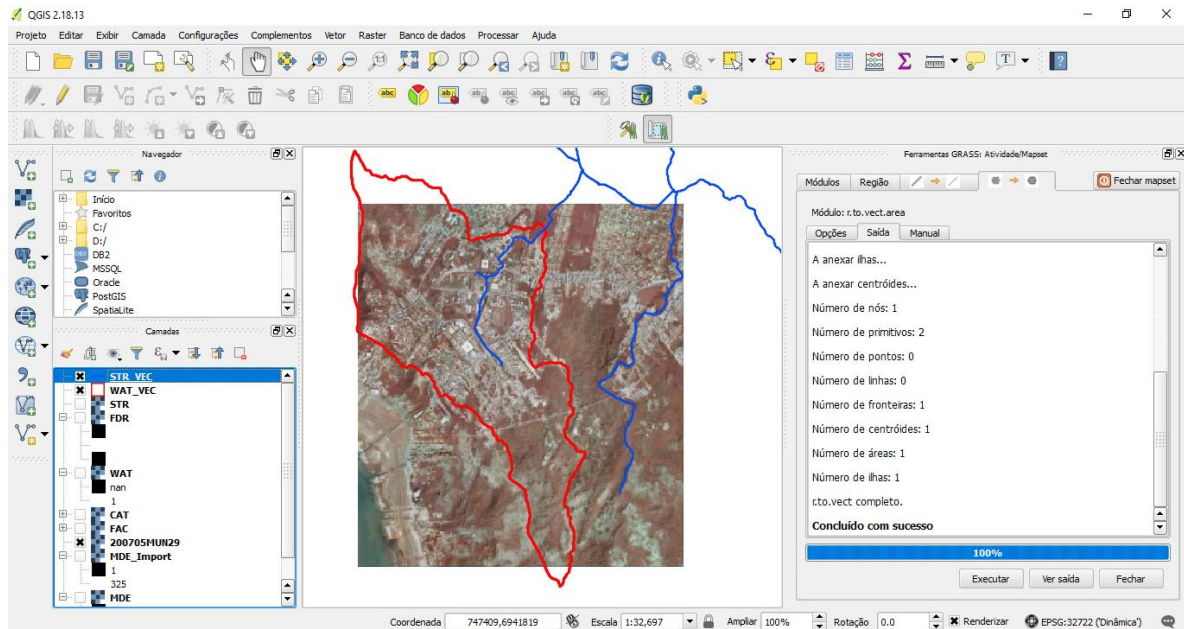 QGIS 2.18.13
Projeto Editar Exibir Camada Configurações Complementos Vetor Raster Banco de dados Processar Ajuda
Navegador
Início
Favoritos
C:/
D:/
DB2
MSSQL
Oracle
PostGIS
SpatiaLite
Camadas
STR_VEC
WAT_VEC
STR
FDR
WAT
nan
1
CAT
FAC
200705MUN29
MDE_Import
1
325
MDE
Ferramentas GRASS: Atividade/Mapset
Módulos Região Fechar mapset
Módulo: r.to.vect.area
Opções Saída Manual
A anexar ilhas...
A anexar centróides...
Número de nós: 1
Número de primitivos: 2
Número de pontos: 0
Número de linhas: 0
Número de fronteiras: 1
Número de centróides: 1
Número de áreas: 1
Número de ilhas: 1
r.to.vect completo.
Concluído com sucesso
100%
Executar Ver saída Fechar
Coordenada 747409,6941819 Escala 1:32,697 Ampliar 100% Rotação 0.0 Renderizar EPSG:32722 ('Dinâmica')